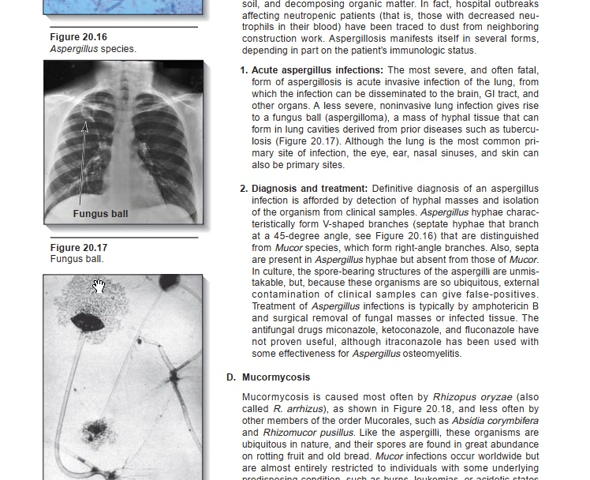 Figure 20.16
Aspergillus species.
Fungus ball
Figure 20.17
Fungus ball.
soil, and decomposing organic matter. In fact, hospital outbreaks
affecting neutropenic patients (that is, those with decreased neu-
trophils in their blood) have been traced to dust from neighboring
construction work. Aspergillosis manifests itself in several forms,
depending in part on the patient's immunologic status.
1. Acute aspergillus infections: The most severe, and often fatal,
form of aspergillosis is acute invasive infection of the lung, from
which the infection can be disseminated to the brain, GI tract, and
other organs. A less severe, noninvasive lung infection gives rise
to a fungus ball (aspergilloma), a mass of hyphal tissue that can
form in lung cavities derived from prior diseases such as tubercu-
losis (Figure 20.17). Although the lung is the most common pri-
mary site of infection, the eye, ear, nasal sinuses, and skin can
also be primary sites.
2. Diagnosis and treatment: Definitive diagnosis of an aspergillus
infection is afforded by detection of hyphal masses and isolation
of the organism from clinical samples. Aspergillus hyphae charac-
teristically form V-shaped branches (septate hyphae that branch
at a 45-degree angle, see Figure 20.16) that are distinguished
from Mucor species, which form right-angle branches. Also, septa
are present in Aspergillus hyphae but absent from those of Mucor.
In culture, the spore-bearing structures of the aspergilli are unmis-
takable, but, because these organisms are so ubiquitous, external
contamination of clinical samples can give false-positives.
Treatment of Aspergillus infections is typically by amphotericin B
and surgical removal of fungal masses or infected tissue. The
antifungal drugs miconazole, ketoconazole, and fluconazole have
not proven useful, although itraconazole has been used with
some effectiveness for Aspergillus osteomyelitis.
D. Mucormycosis
Mucormycosis is caused most often by Rhizopus oryzae (also
called R. arrhizus), as shown in Figure 20.18, and less often by
other members of the order Mucorales, such as Absidia corymbifera
and Rhizomucor pusillus. Like the aspergilli, these organisms are
ubiquitous in nature, and their spores are found in great abundance
on rotting fruit and old bread. Mucor infections occur worldwide but
are almost entirely restricted to individuals with some underlying
predisposing condition, such as burns, leukemias, or acidotic states